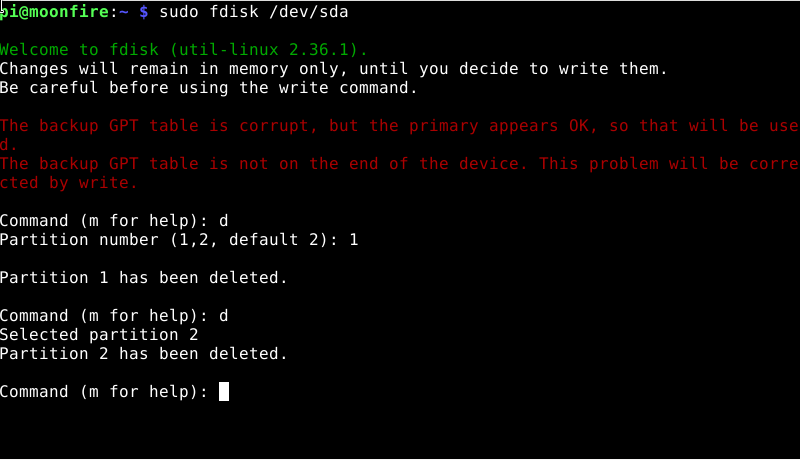 pi@moonfire:~ $ sudo fdisk /dev/sda
Welcome to fdisk (util-linux 2.36.1).
Changes will remain in memory only, until you decide to write them.
Be careful before using the write command.
The backup GPT table is corrupt, but the primary appears OK, so that will be use
d.
The backup GPT table is not on the end of the device. This problem will be corre
cted by write.
Command (m for help): d
Partition number (1,2, default 2): 1
Partition 1 has been deleted.
Command (m for help): d
Selected partition 2
Partition 2 has been deleted.
Command (m for help):